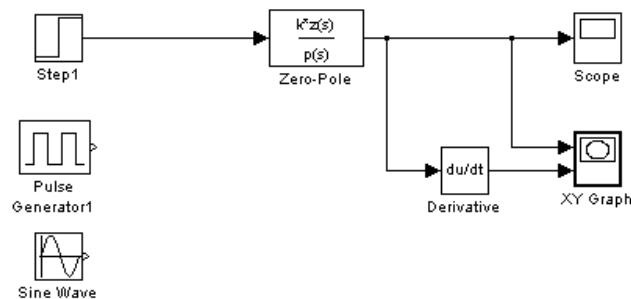 k*z(s)
p(s)
Step1
Zero-Pole
Scope
du/dt
Pulse
Generator1
Derivative
XY Graph
Sine Wave